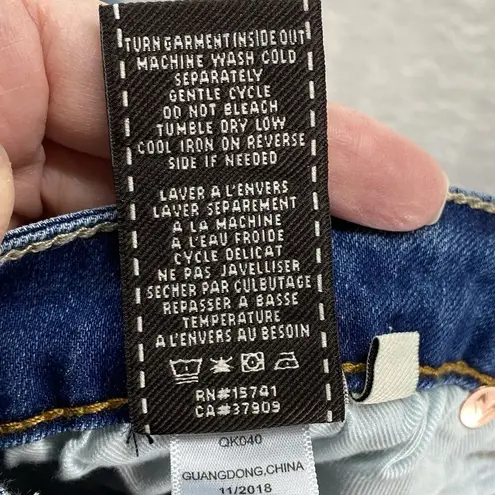 TURN GARMENT INSIDE OUT
MACHINE WASH COLD
SEPARATELY
GENTLE CYCLE
DO NOT BLEACH
TUMBLE DRY LOW
COOL IRON ON REVERSE
SIDE IF NEEDED
LAVER A L'ENVERS
LAVER SEPAREMENT
A LA MACHINE
A L'EAU FROIDE
CYCLE DELICAT
NE PAS JAVELLISER
SECHER PAR CULBUTAGE
REPASSER A BASSE
TEMPERATURE
A L'ENVERS AU BESOIN
RN#15741
CA#37909
QK040
GUANGDONG,CHINA
11/2018